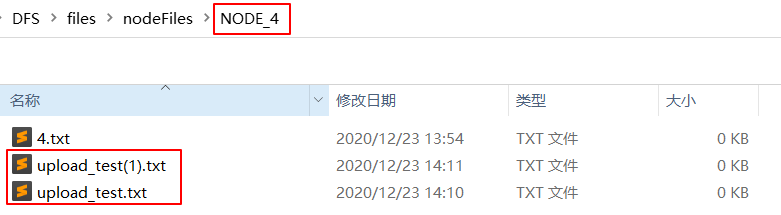 DFS > files > nodeFiles > NODE_4
名称 修改日期 类型 大小
4.txt 2020/12/23 13:54 TXT 文件 0 KB
upload_test(1).txt 2020/12/23 14:11 TXT 文件 0 KB
upload_test.txt 2020/12/23 14:10 TXT 文件 0 KB